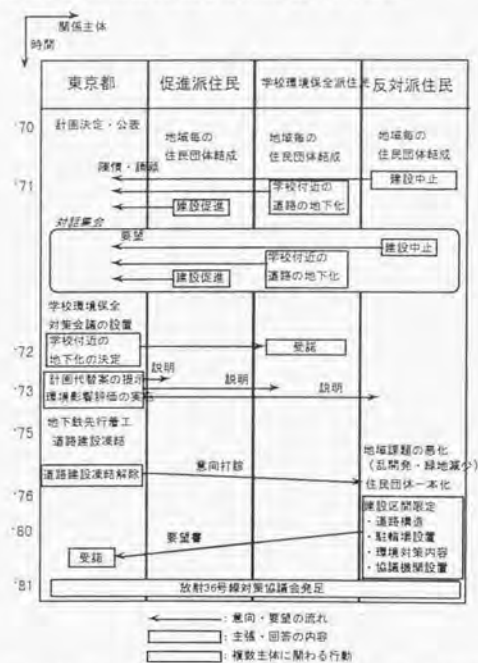 関係主体
時間
東京都 促進派住民 学校環境保全派住民 反対派住民
'70
計画決定・公表
地域毎の
住民団体結成
地域毎の
住民団体結成
地域毎の
住民団体結成
'71
陳情・請願
建設中止
学校付近の
道路の地下化
建設促進
対話集会
要望
建設中止
学校付近の
道路の地下化
建設促進
学校環境保全
対策会議の設置
'72
学校付近の
地下化の決定
受諾
説明
'73
計画代替案の提示
環境影響評価の実施
説明
説明
'75
地下鉄先行着工
道路建設凍結
地域課題の悪化
(乱開発・緑地減少)
道路建設凍結解除
意向打診
住民団体一本化
'76
建設区間限定
・道路構造
・駐輪場設置
・環境対策内容
・協議機関設置
'80
要望書
受諾
'81
放射36号線対策協議会発足
:意向・要望の流れ
:主張・回答の内容
:複数主体に関わる行動